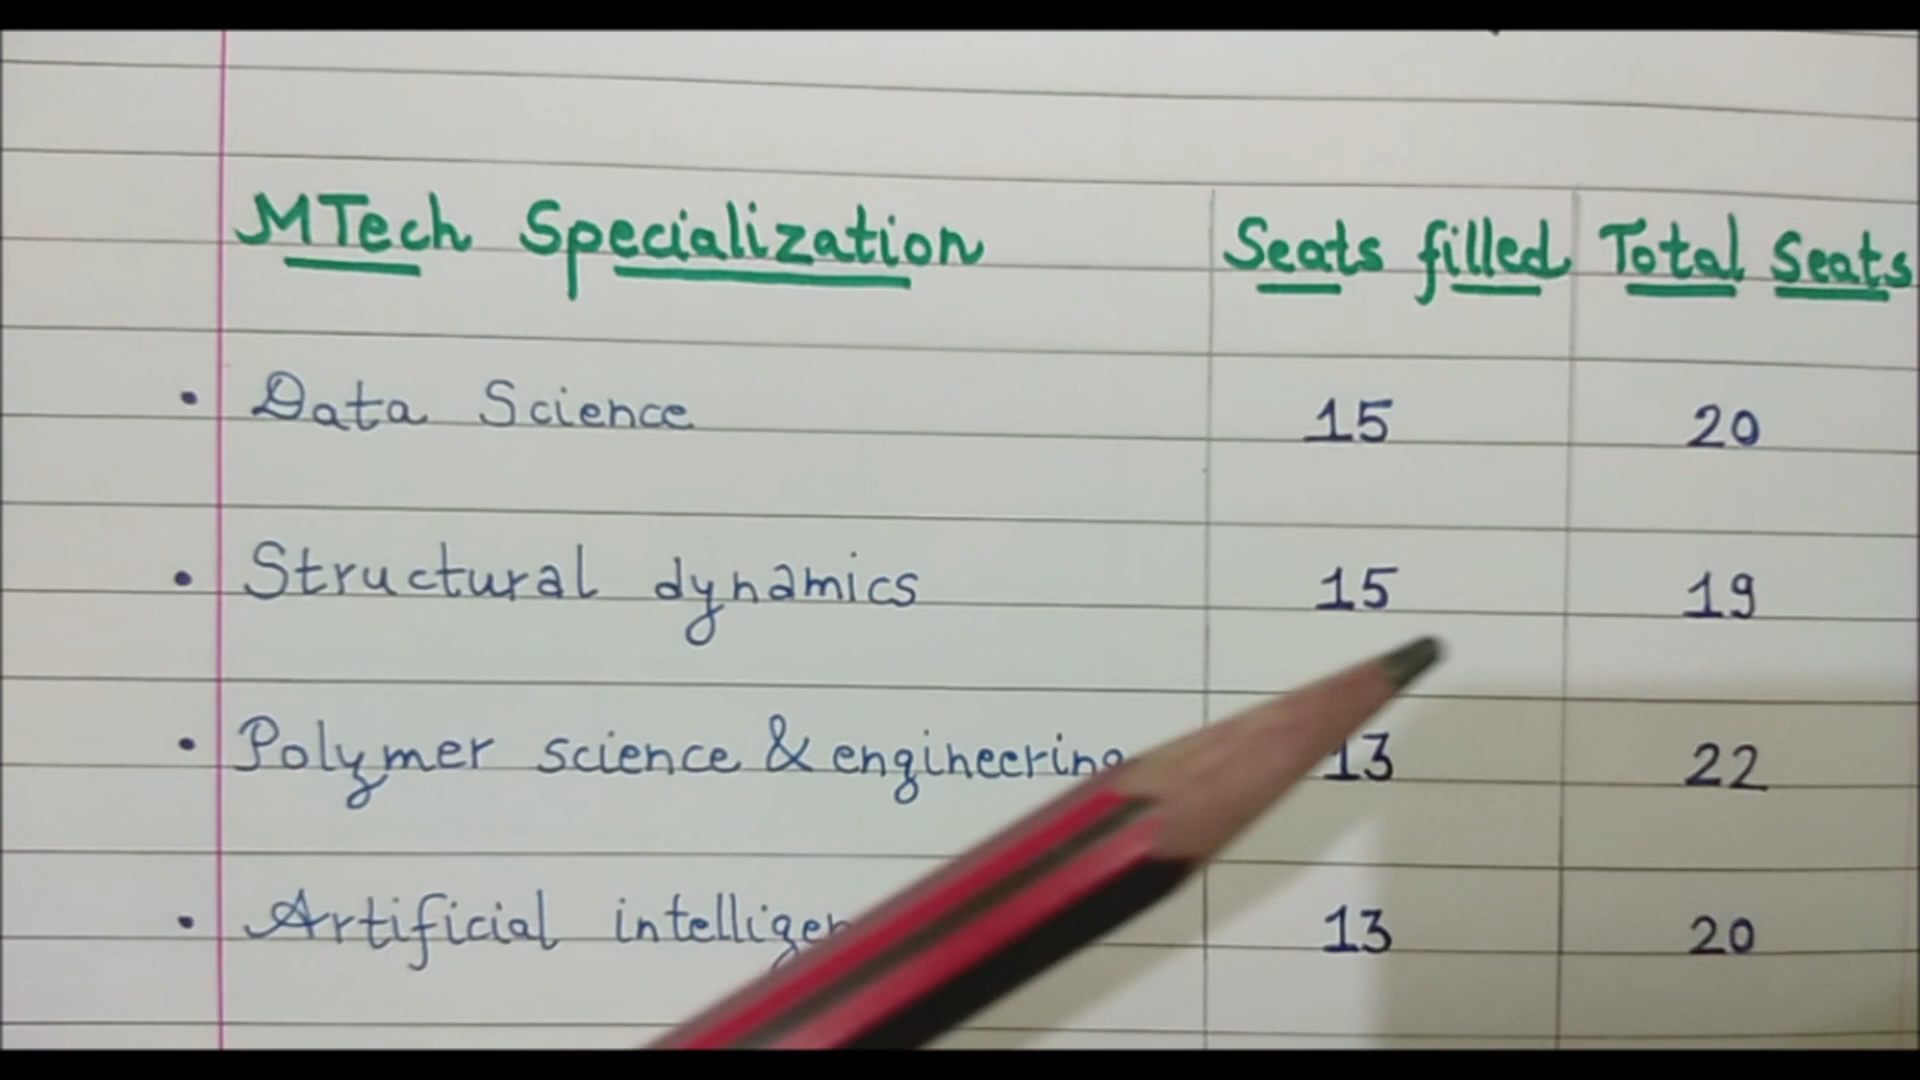 MTech Specialization Seats filled Total Seats
• Data Science 15 20
• Structural dynamics 15 19
• Polymer science & engineering 13 22
• Artificial 13 20